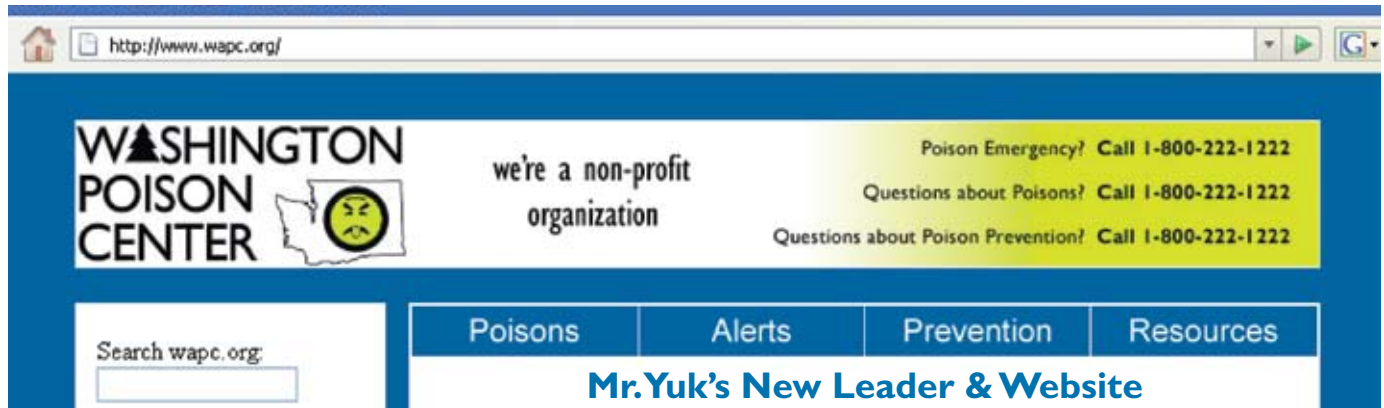 http://www.wapc.org/
G
WASHINGTON
POISON
CENTER
we're a non-profit
organization
Poison Emergency? Call 1-800-222-1222
Questions about Poisons? Call 1-800-222-1222
Questions about Poison Prevention? Call 1-800-222-1222
Poisons Alerts Prevention Resources
Search wapc.org:
Mr.Yuk's New Leader & Website